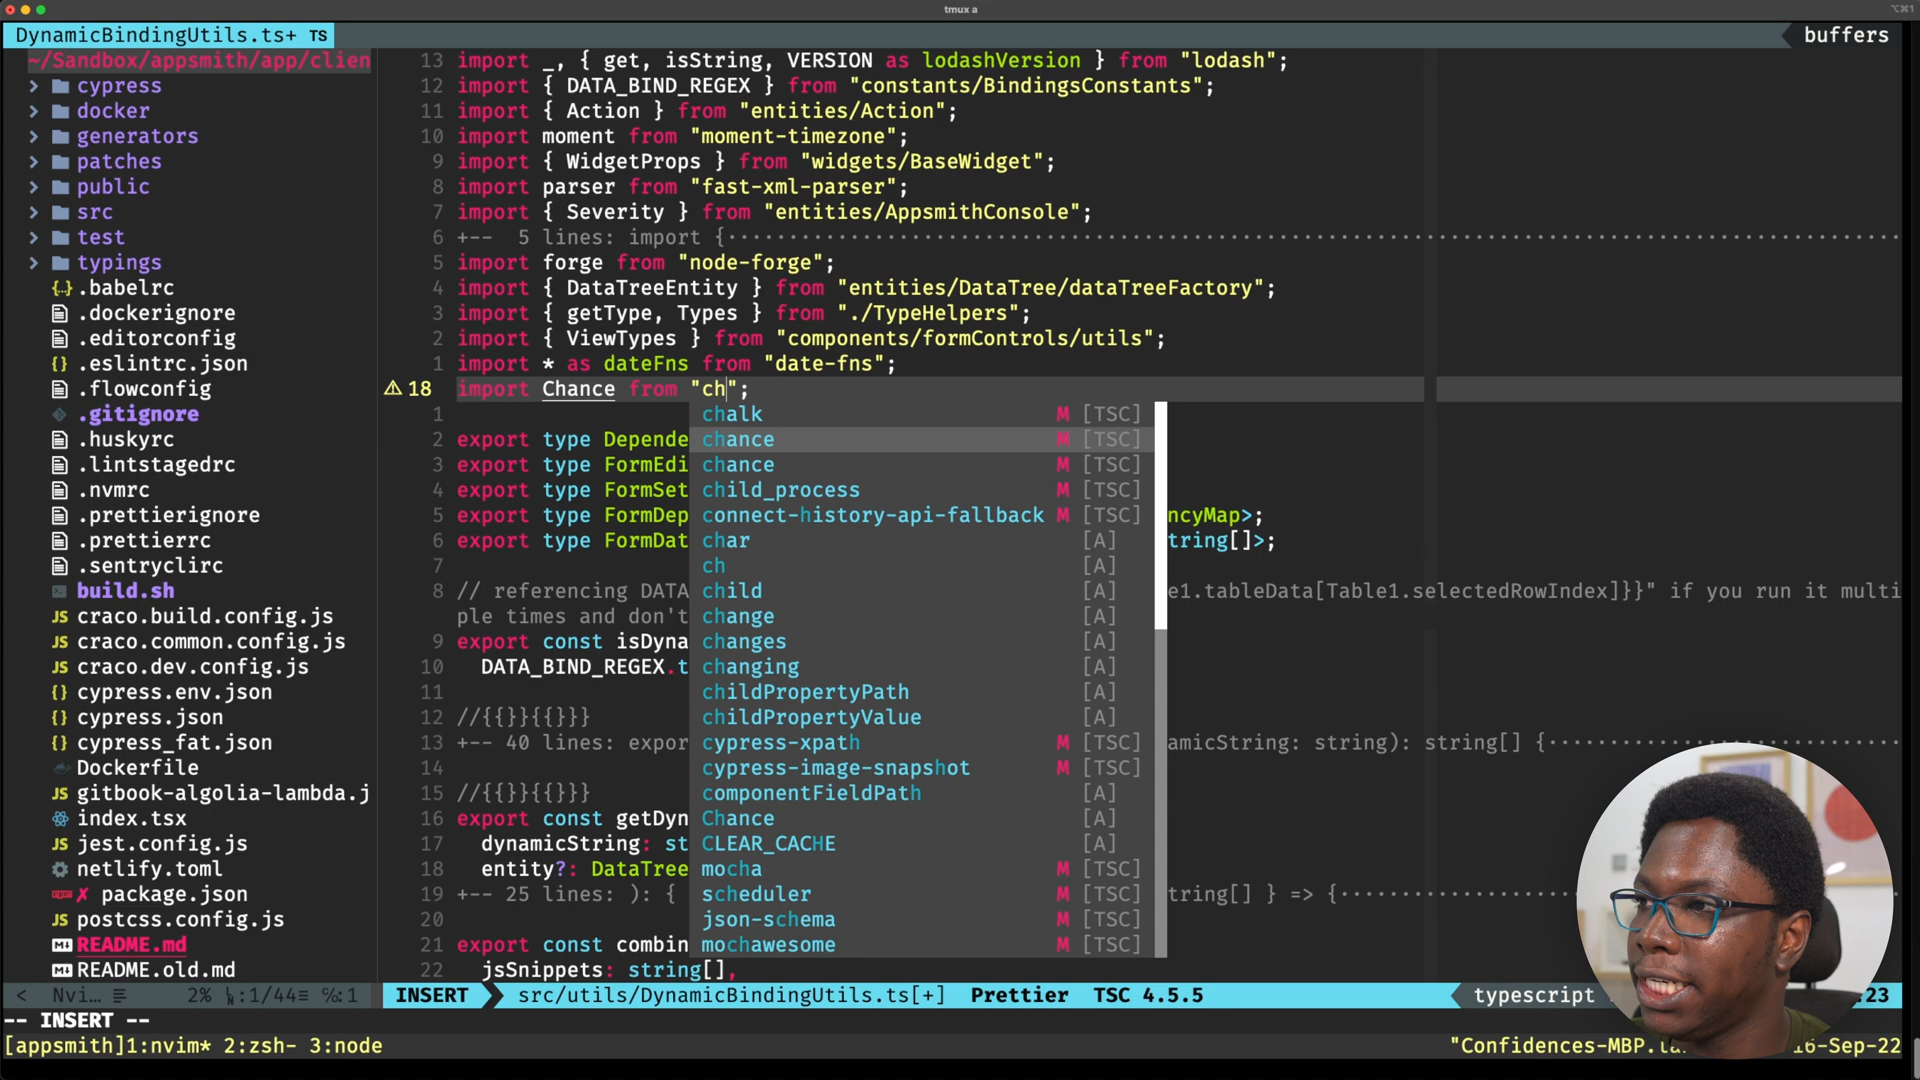 tmux a
⌥⌘1
DynamicBindingUtils.ts+ TS
buffers
~/Sandbox/appsmith/app/clien
cypress
docker
generators
patches
public
src
test
typings
.babelrc
.dockerignore
.editorconfig
.eslintrc.json
.flowconfig
.gitignore
.huskyrc
.lintstagedrc
.nvmrc
.prettierignore
.prettierrc
.sentryclirc
build.sh
craco.build.config.js
craco.common.config.js
craco.dev.config.js
cypress.env.json
cypress.json
cypress_fat.json
Dockerfile
gitbook-algolia-lambda.j
index.tsx
jest.config.js
netlify.toml
package.json
postcss.config.js
README.md
README.old.md
13 import _, { get, isString, VERSION as lodashVersion } from "lodash";
12 import { DATA_BIND_REGEX } from "constants/BindingsConstants";
11 import { Action } from "entities/Action";
10 import moment from "moment-timezone";
9 import { WidgetProps } from "widgets/BaseWidget";
8 import parser from "fast-xml-parser";
7 import { Severity } from "entities/AppsmithConsole";
6 +-- 5 lines: import {
5 import forge from "node-forge";
4 import { DataTreeEntity } from "entities/DataTree/dataTreeFactory";
3 import { getType, Types } from "./TypeHelpers";
2 import { ViewTypes } from "components/formControls/utils";
1 import * as dateFns from "date-fns";
18 import Chance from "ch";
1
2 export type Depende
3 export type FormEdi
4 export type FormSet
5 export type FormDep ncyMap>;
6 export type FormDat tring[]>;
7
8 // referencing DATA e1.tableData[Table1.selectedRowIndex]}}" if you run it multi
ple times and don't
9 export const isDyna
10 DATA_BIND_REGEX.t
11
12 //{{}}{{}}}
13 +-- 40 lines: expor amicString: string): string[] {
14
15 //{{}}{{}}}
16 export const getDyn
17 dynamicString: st
18 entity?: DataTree
19 +-- 25 lines: ): { tring[] } => {
20
21 export const combin
22 jsSnippets: string[],
chalk M [TSC]
chance M [TSC]
chance M [TSC]
child_process M [TSC]
connect-history-api-fallback M [TSC]
char [A]
ch [A]
child [A]
change [A]
changes [A]
changing [A]
childPropertyPath [A]
childPropertyValue [A]
cypress-xpath M [TSC]
cypress-image-snapshot M [TSC]
componentFieldPath [A]
Chance [A]
CLEAR_CACHE [A]
mocha M [TSC]
scheduler M [TSC]
json-schema M [TSC]
mochawesome M [TSC]
< Nvi… 2% :1/44 :1
INSERT src/utils/DynamicBindingUtils.ts[+] Prettier TSC 4.5.5 typescript :23
-- INSERT --
[appsmith]1:nvim* 2:zsh- 3:node
"Confidences-MBP.la 16-Sep-22